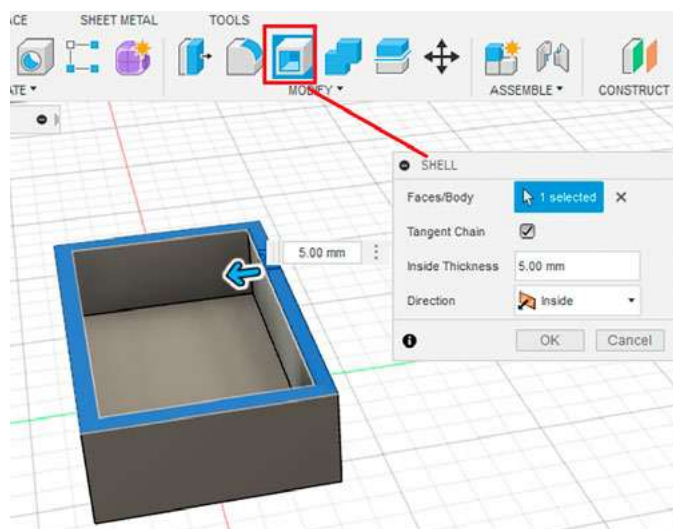 CE SHEET METAL TOOLS
TE ▾ MODIFY ▾ ASSEMBLE ▾ CONSTRUCT
SHELL
Faces/Body 1 selected
Tangent Chain
Inside Thickness 5.00 mm
Direction Inside
OK Cancel
5.00 mm